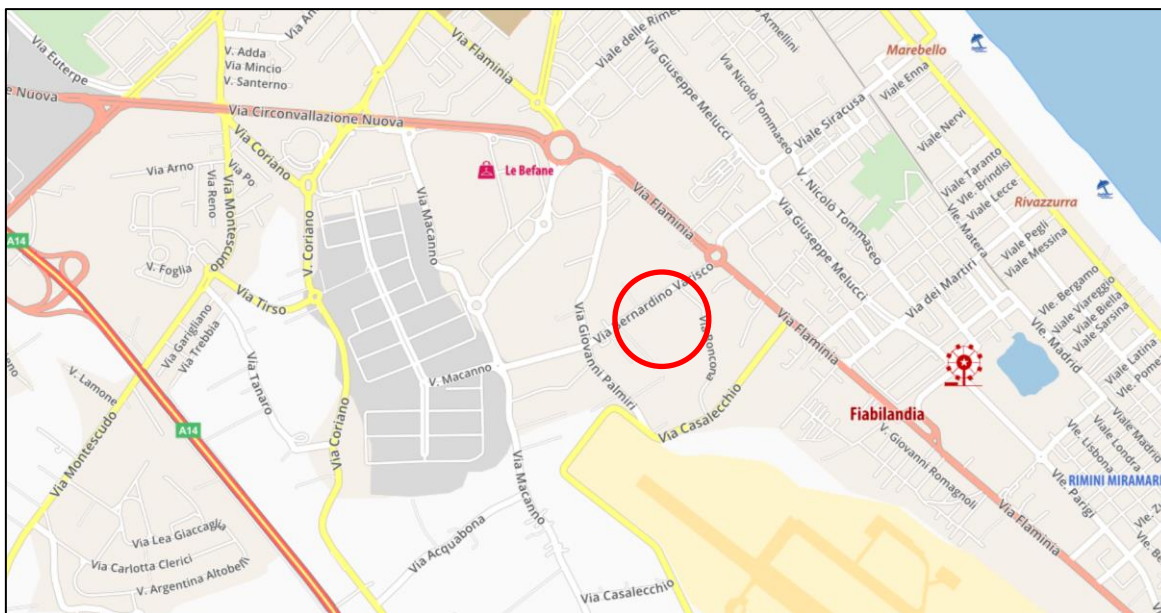 Via Euterpe
V. Adda
Via Mincio
V. Santerno
Via Flaminia
Viale delle Rimem
Armellini
Marebello
Viale Enna
e Nuova
Via Circonvallazione Nuova
Via Giuseppe Melucci
Via Nicolò Tommaseo
Viale Siracusa
Viale Nervi
Via Coriano
Via Arno
Via Po
Via Reno
Via Montescudo
Le Befane
Via Macanno
Via Flaminia
V. Nicolò Tommaseo
Viale Taranto
Vle. Brindisi
Viale Lecce
Rivazzurra
Vle. Matera
Viale Pegli
Viale Messina
A14
V. Foglia
V. Coriano
Via Giuseppe Melucci
Via dei Martiri
Vle. Bergamo
Viale Viareggio
Viale Biella
Viale Sarsina
Via Tirso
Via Bernardino Varisco
Via Garigliano
Via Trebbia
Via Giovanni Palmiri
Via Flaminia
Vle. Madrid
Viale Latina
V. Lamone
Via Tanaro
V. Macanno
Fiabilandia
A14
Via Montescudo
Via Coriano
Via Casalecchio
V. Giovanni Romagnoli
Vle. Lisbona
Viale Londra
Viale Madrid
RIMINI MIRAMARE
Via Macanno
Vle. Parigi
Via Lea Giaccaglia
Via Carlotta Clerici
V. Argentina Altobelli
Via Acquabona
Via Casalecchio
Via Flaminia